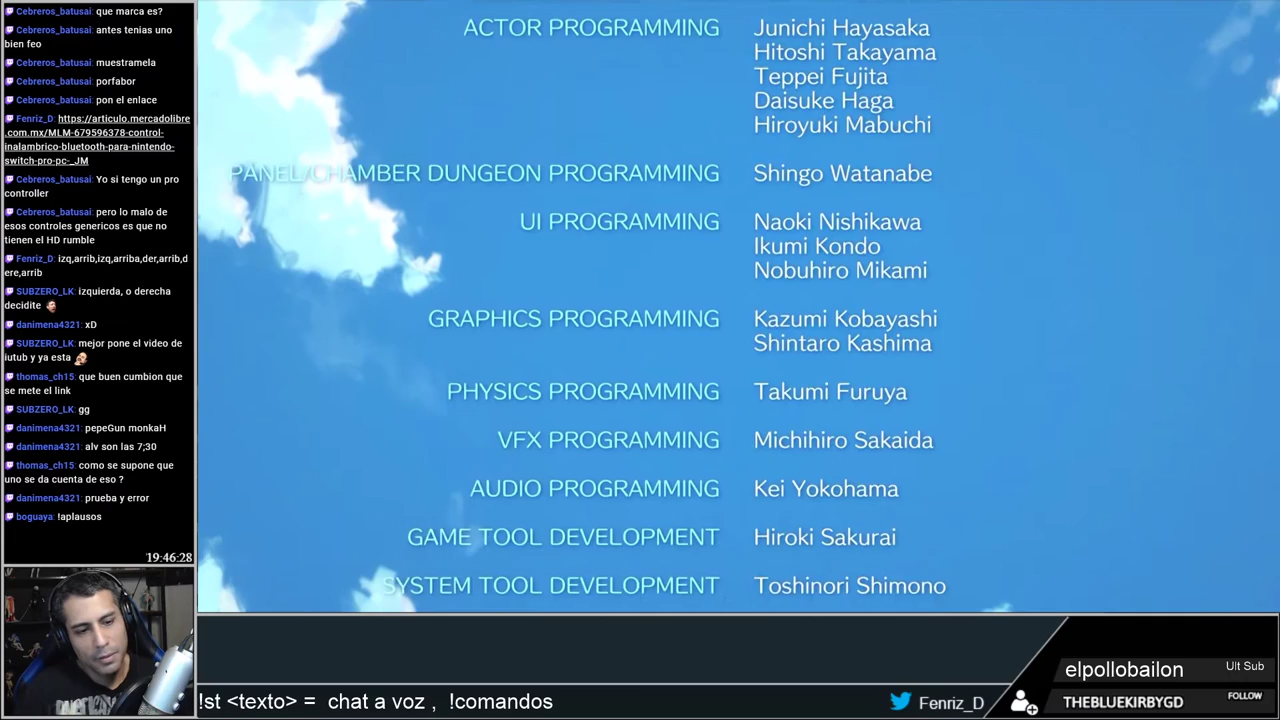 Cebreros_batusai: que marca es?
Cebreros_batusai: antes tenias uno
bien feo
Cebreros_batusai: muestramela
Cebreros_batusai: porfabor
Cebreros_batusai: pon el enlace
Fenriz_D: https://articulo.mercadolibre
.com.mx/MLM-679596378-control-
inalambrico-bluetooth-para-nintendo-
switch-pro-pc-_JM
Cebreros_batusai: Yo si tengo un pro
controller
Cebreros_batusai: pero lo malo de
esos controles genericos es que no
tienen el HD rumble
Fenriz_D: izq,arrib,izq,arriba,der,arrib,d
ere,arrib
SUBZERO_LK: izquierda, o derecha
decidite
danimena4321: xD
SUBZERO_LK: mejor pone el video de
iutub y ya esta
thomas_ch15: que buen cumbion que
se mete el link
SUBZERO_LK: gg
danimena4321: pepeGun monkaH
danimena4321: alv son las 7;30
thomas_ch15: como se supone que
uno se da cuenta de eso ?
danimena4321: prueba y error
boguaya: !aplausos
19:46:28
ACTOR PROGRAMMING Junichi Hayasaka
Hitoshi Takayama
Teppei Fujita
Daisuke Haga
Hiroyuki Mabuchi
PANEL/CHAMBER DUNGEON PROGRAMMING Shingo Watanabe
UI PROGRAMMING Naoki Nishikawa
Ikumi Kondo
Nobuhiro Mikami
GRAPHICS PROGRAMMING Kazumi Kobayashi
Shintaro Kashima
PHYSICS PROGRAMMING Takumi Furuya
VFX PROGRAMMING Michihiro Sakaida
AUDIO PROGRAMMING Kei Yokohama
GAME TOOL DEVELOPMENT Hiroki Sakurai
SYSTEM TOOL DEVELOPMENT Toshinori Shimono
!st <texto> = chat a voz , !comandos
Fenriz_D
elpollobailon Ult Sub
THEBLUEKIRBYGD FOLLOW